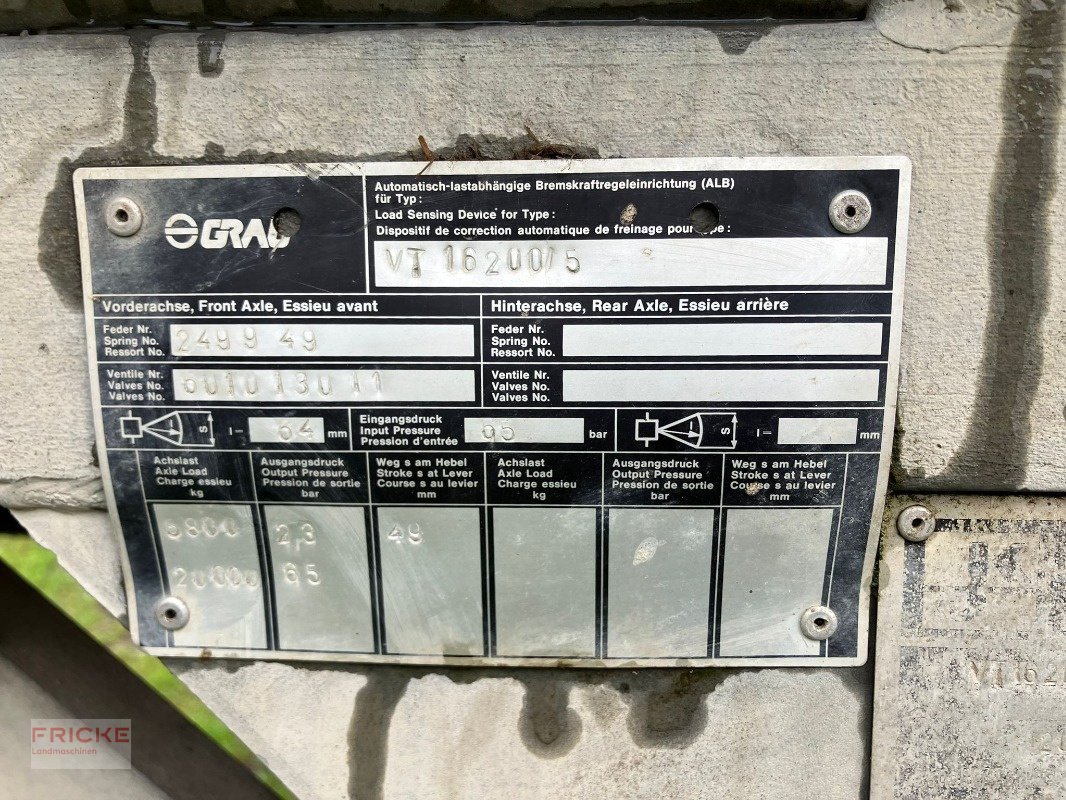 GRAU
Automatisch-lastabhängige Bremskraftregeleinrichtung (ALB)
für Typ:
Load Sensing Device for Type:
Dispositif de correction automatique de freinage pour type:
VT 16200/5
Vorderachse, Front Axle, Essieu avant
Hinterachse, Rear Axle, Essieu arrière
Feder Nr.
Spring No.
Ressort No.
2499 49
Feder Nr.
Spring No.
Ressort No.
Ventile Nr.
Valves No.
Valves No.
601013011
Ventile Nr.
Valves No.
Valves No.
S
l= 64 mm
Eingangsdruck
Input Pressure
Pression d'entrée
65 bar
S
l= mm
Achslast
Axle Load
Charge essieu
kg
Ausgangsdruck
Output Pressure
Pression de sortie
bar
Weg s am Hebel
Stroke s at Lever
Course s au levier
mm
Achslast
Axle Load
Charge essieu
kg
Ausgangsdruck
Output Pressure
Pression de sortie
bar
Weg s am Hebel
Stroke s at Lever
Course s au levier
mm
5800 2,3 49
20000 65
FRICKE
Landmaschinen